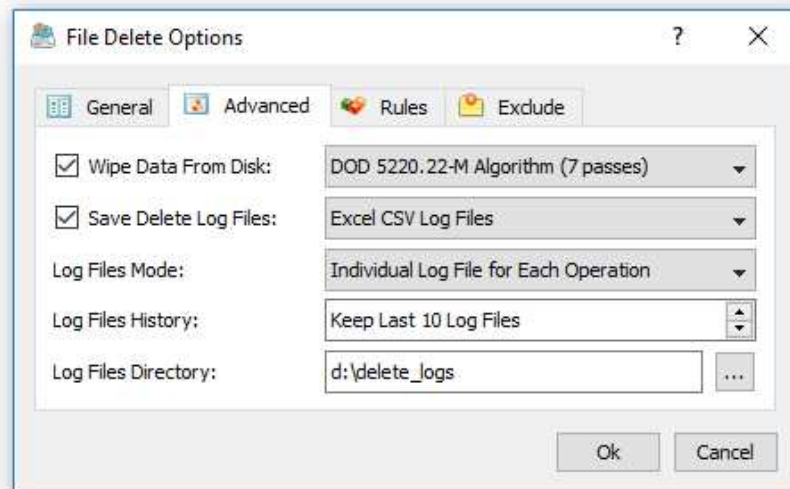 File Delete Options
General Advanced Rules Exclude
Wipe Data From Disk: DOD 5220.22-M Algorithm (7 passes)
Save Delete Log Files: Excel CSV Log Files
Log Files Mode: Individual Log File for Each Operation
Log Files History: Keep Last 10 Log Files
Log Files Directory: d:\delete_logs ...
Ok Cancel